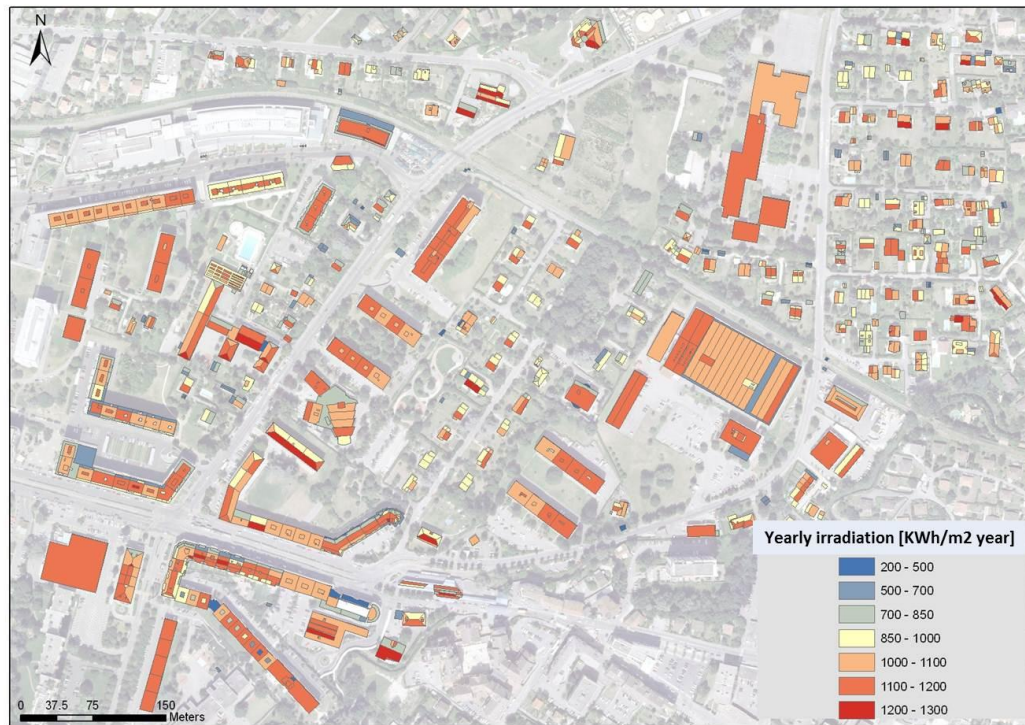 N
Yearly irradiation [KWh/m2 year]
200 - 500
500 - 700
700 - 850
850 - 1000
1000 - 1100
1100 - 1200
1200 - 1300
0 37.5 75 150
Meters